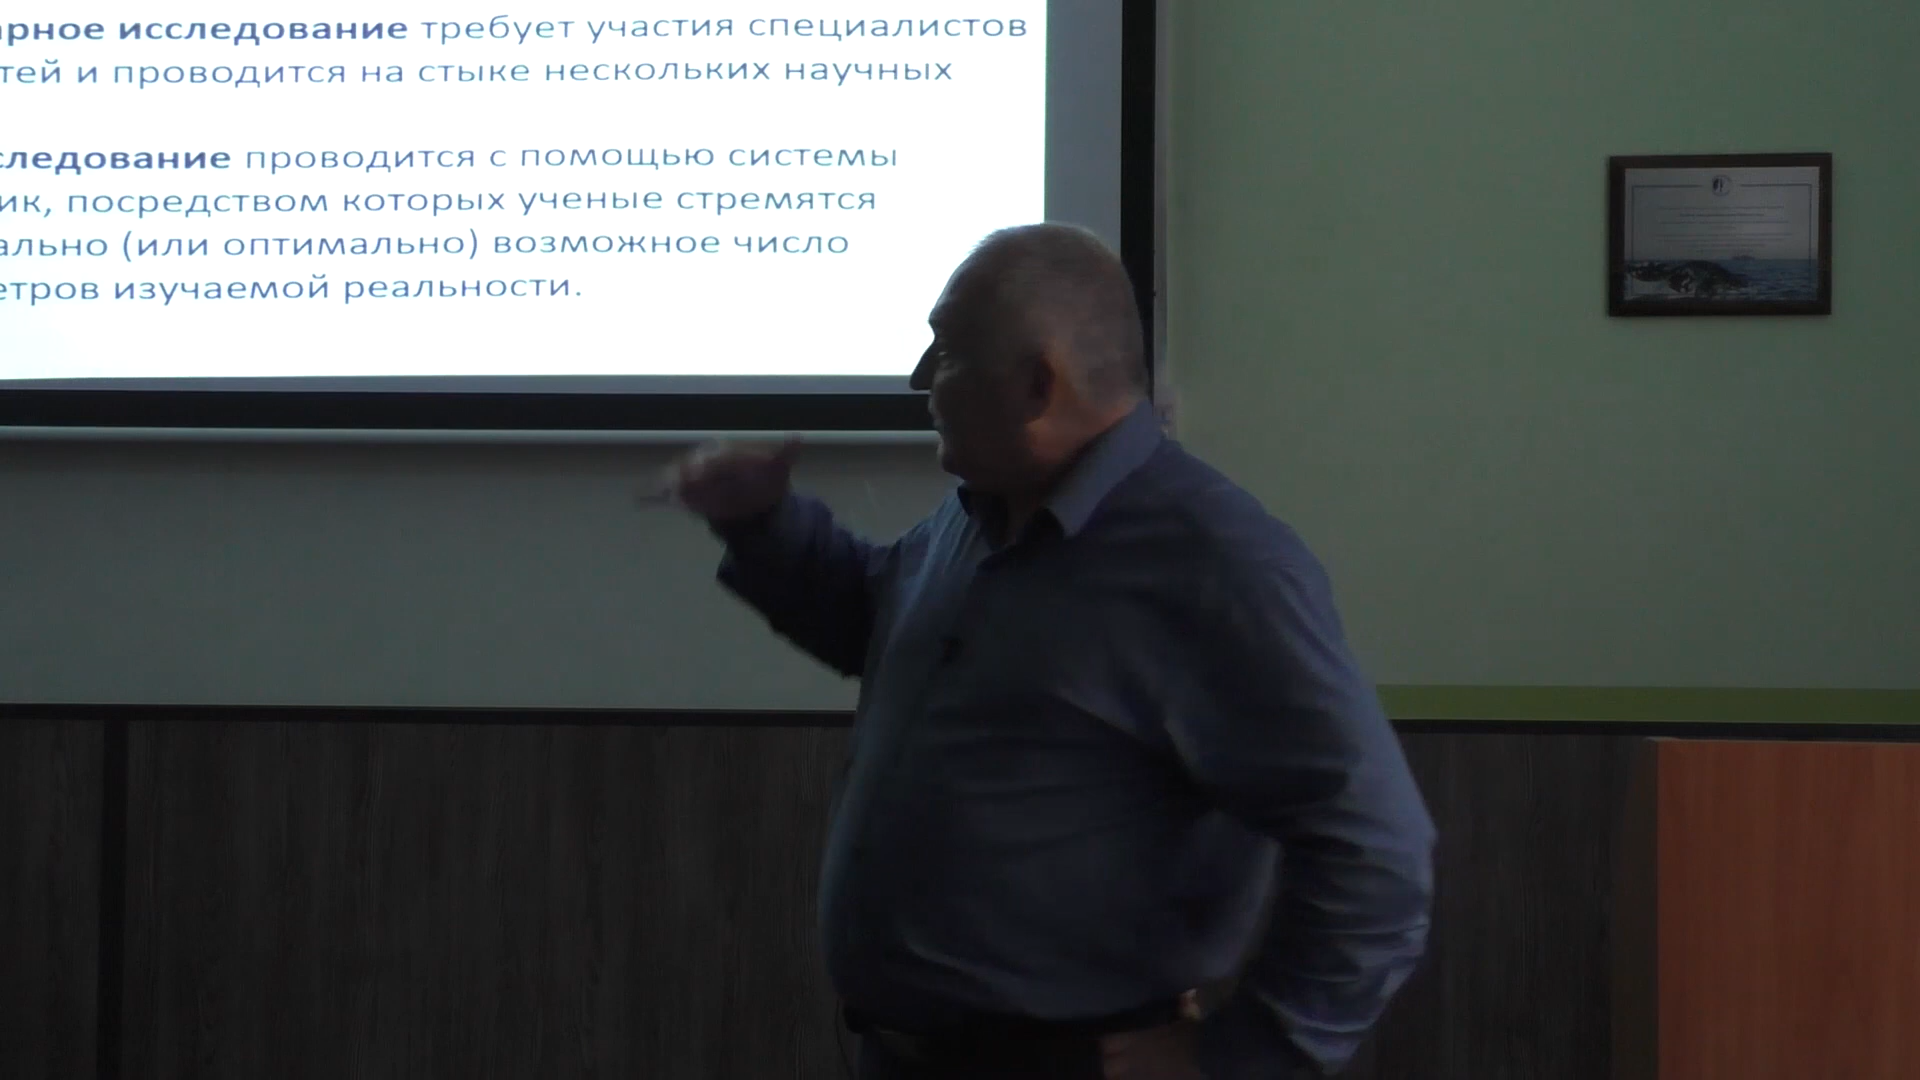 арное исследование требует участия специалистов
тей и проводится на стыке нескольких научных
следование проводится с помощью системы
ик, посредством которых ученые стремятся
ально (или оптимально) возможное число
етров изучаемой реальности.